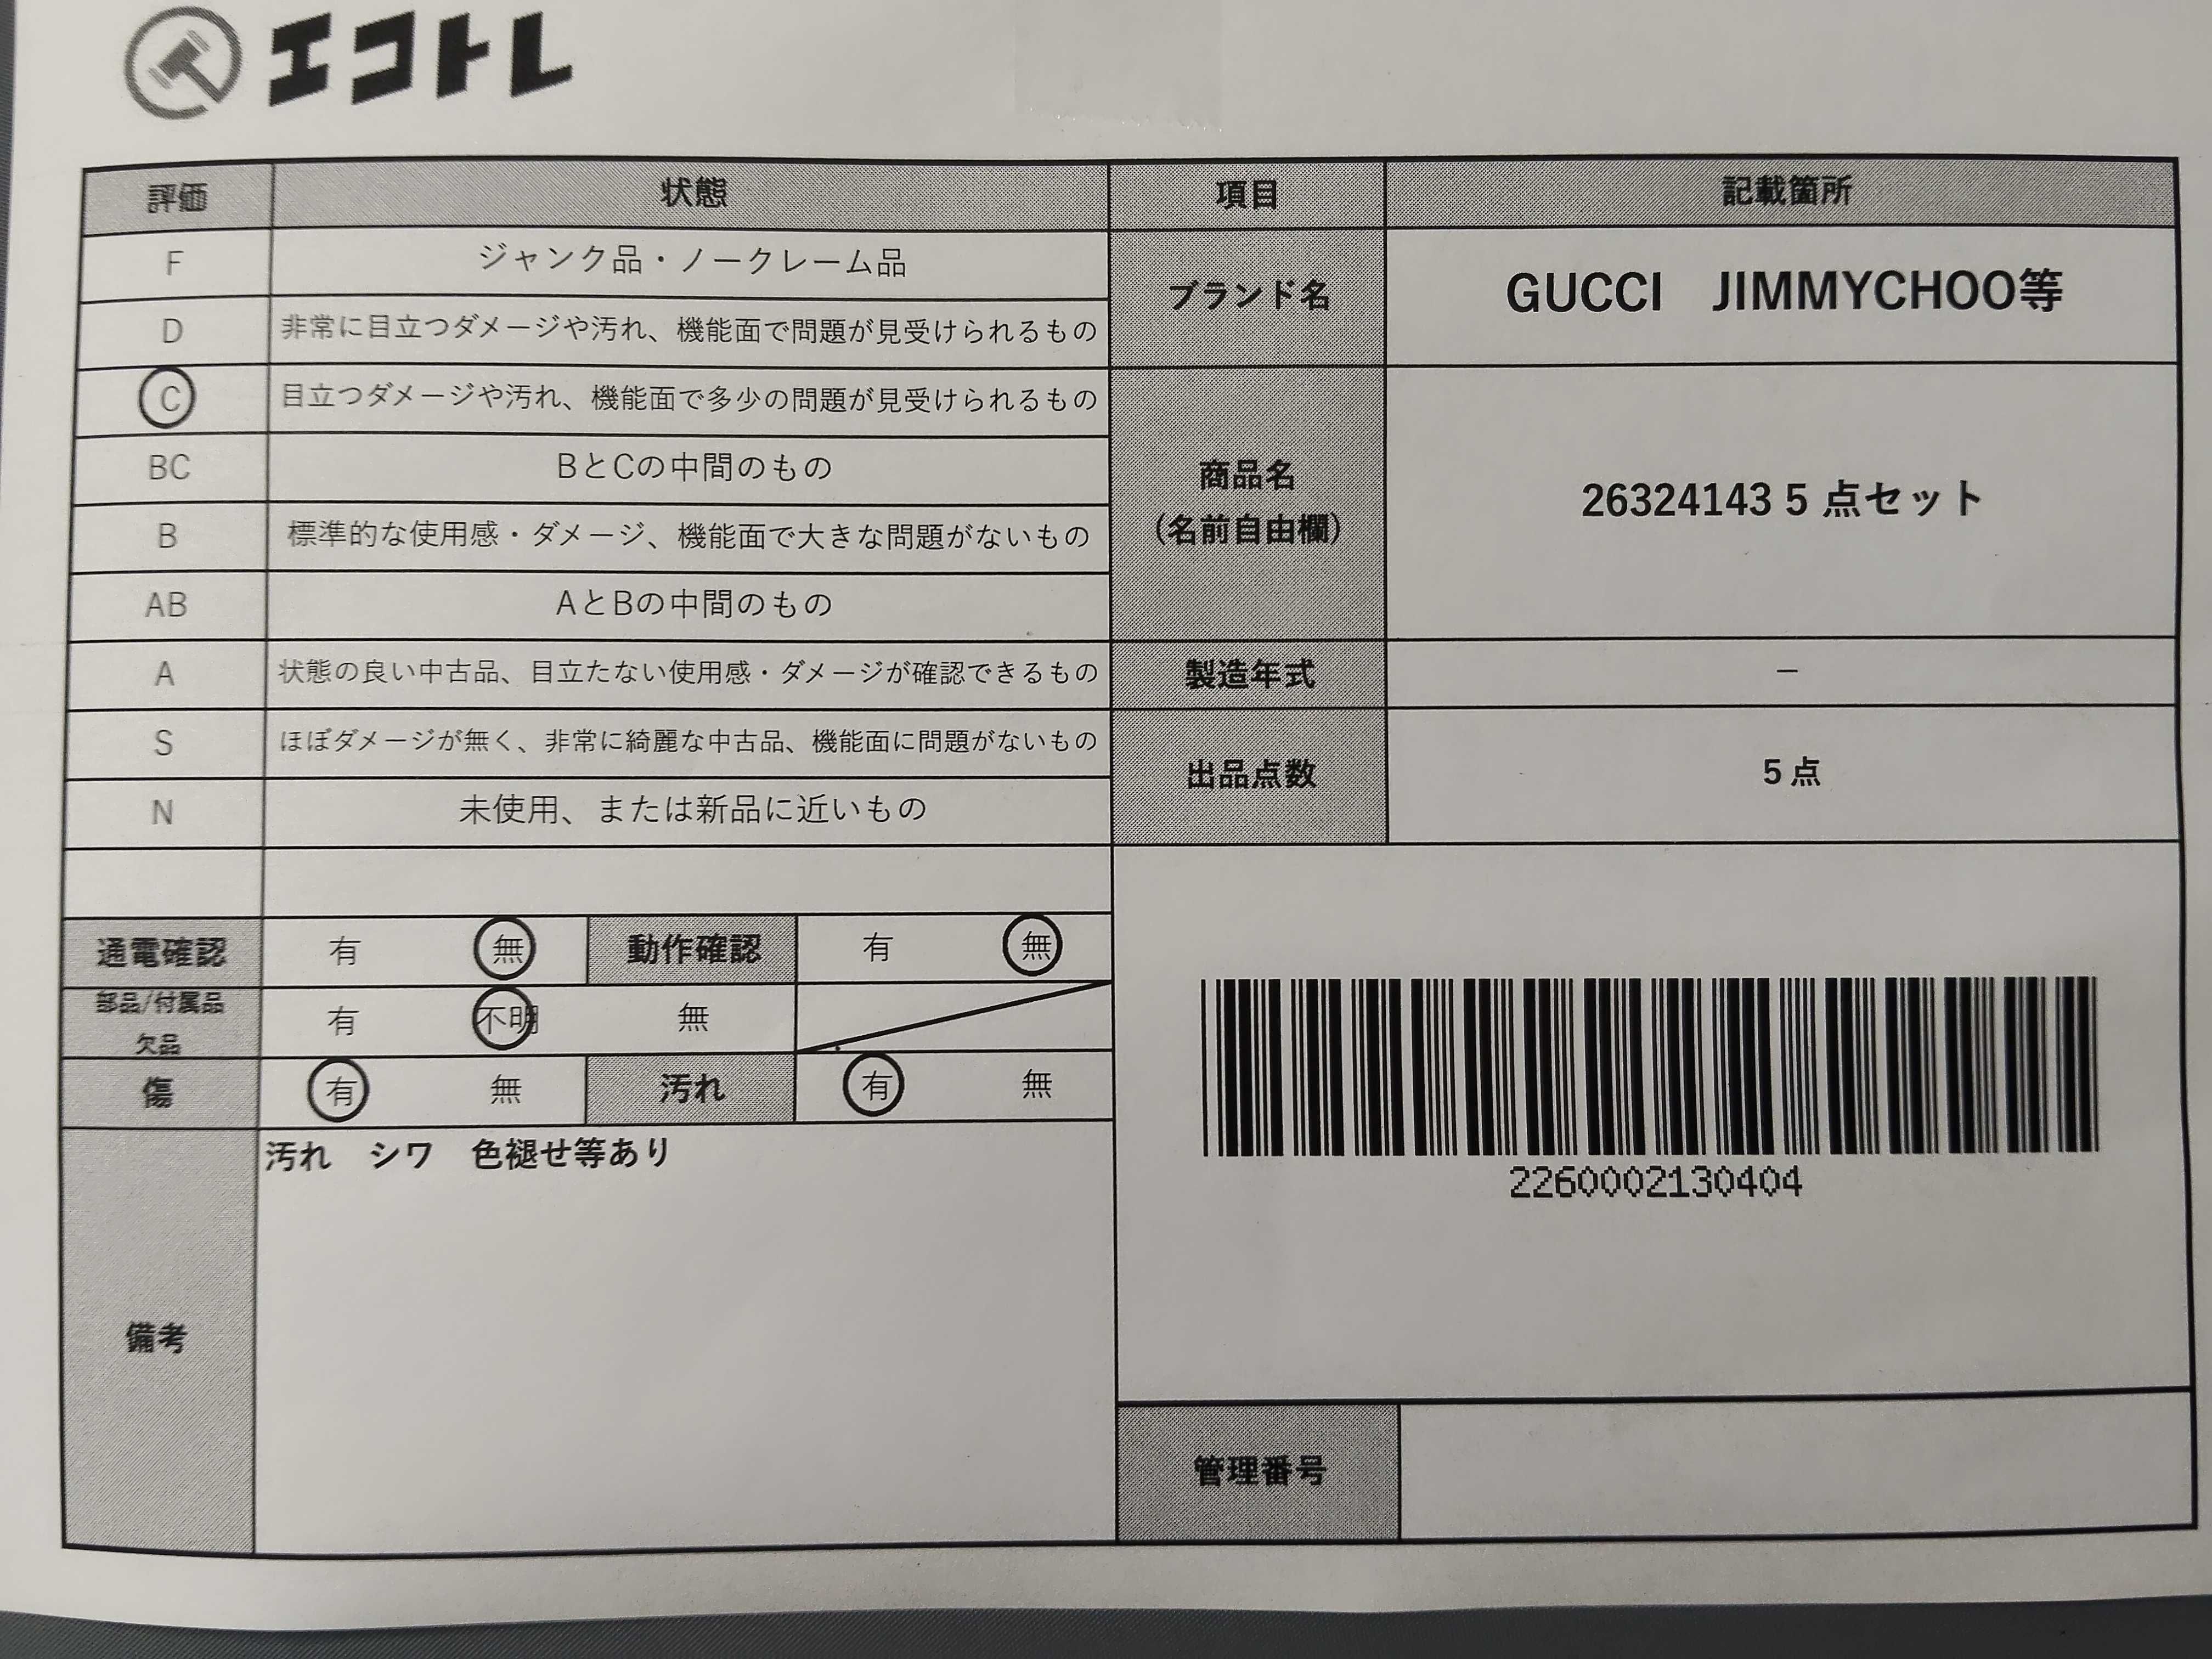 エコトレ
評価 状態 項目 記載箇所
F ジャンク品・ノークレーム品
ブランド名 GUCCI　JIMMYCHOO等
D 非常に目立つダメージや汚れ、機能面で問題が見受けられるもの
C 目立つダメージや汚れ、機能面で多少の問題が見受けられるもの
BC BとCの中間のもの
商品名
(名前自由欄)
26324143 5 点セット
B 標準的な使用感・ダメージ、機能面で大きな問題がないもの
AB AとBの中間のもの
A 状態の良い中古品、目立たない使用感・ダメージが確認できるもの
製造年式 －
S ほぼダメージが無く、非常に綺麗な中古品、機能面に問題がないもの
出品点数 5 点
N 未使用、または新品に近いもの
通電確認 有 無 動作確認 有 無
部品/付属品
欠品
有 不明 無
傷 有 無 汚れ 有 無
備考
汚れ　シワ　色褪せ等あり
2260002130404
管理番号